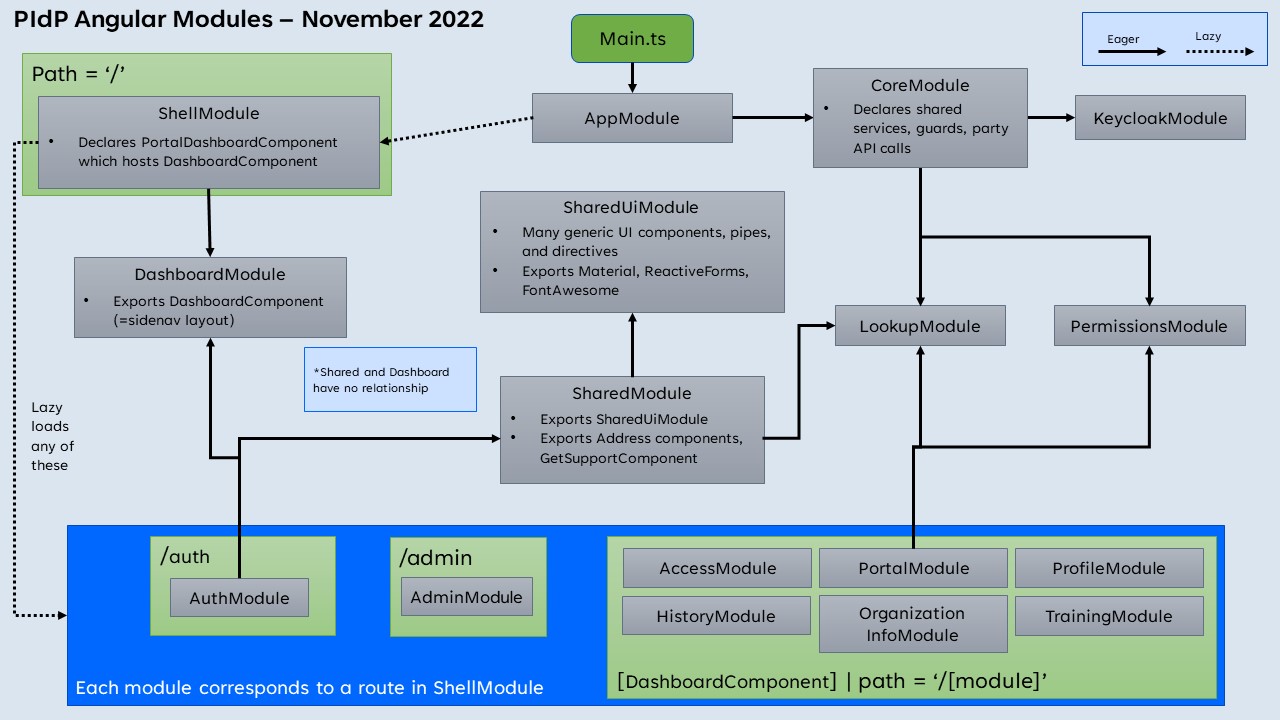 PIdP Angular Modules – November 2022
Main.ts
Eager
Lazy
Path = ‘/’
ShellModule
• Declares PortalDashboardComponent
which hosts DashboardComponent
AppModule
CoreModule
• Declares shared
services, guards, party
API calls
KeycloakModule
SharedUiModule
• Many generic UI components, pipes,
and directives
• Exports Material, ReactiveForms,
FontAwesome
DashboardModule
• Exports DashboardComponent
(=sidenav layout)
LookupModule
PermissionsModule
*Shared and Dashboard
have no relationship
SharedModule
• Exports SharedUiModule
• Exports Address components,
GetSupportComponent
Lazy
loads
any of
these
/auth
AuthModule
/admin
AdminModule
AccessModule
PortalModule
ProfileModule
HistoryModule
Organization
InfoModule
TrainingModule
[DashboardComponent] | path = ‘/[module]’
Each module corresponds to a route in ShellModule